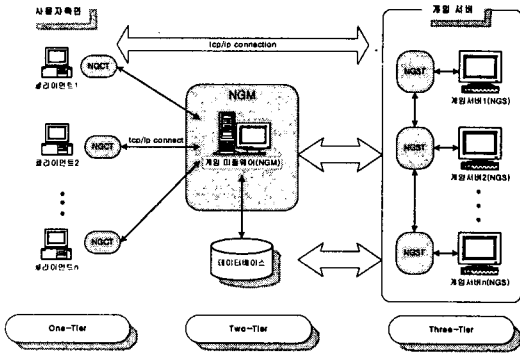 사용자측면
게임 서버
tcp/ip connection
NGCT
클라이언트1
NGM
NGST
게임서버1(NGS)
NGCT
tcp/ip connect
클라이언트2
게임 미들웨어(NGM)
NGST
게임서버2(NGS)
NGCT
클라이언트n
데이터베이스
NGST
게임서버n(NGS)
One-Tier
Two-Tier
Three-Tier